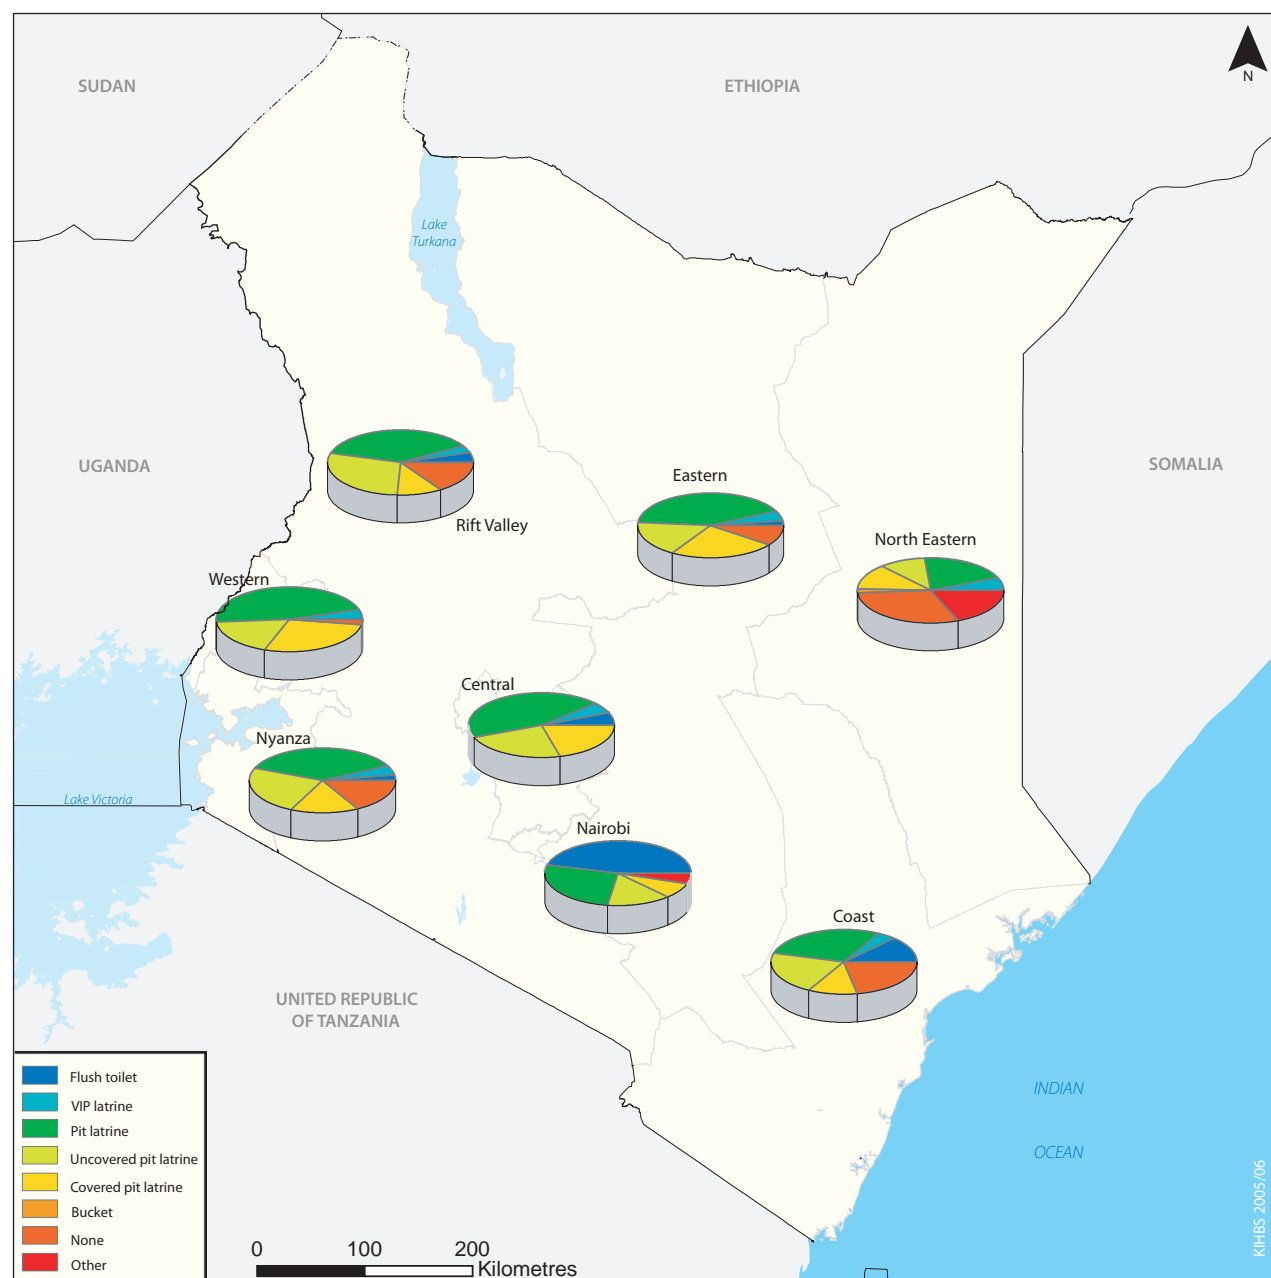 SUDAN
ETHIOPIA
N
Lake
Turkana
UGANDA
SOMALIA
Eastern
Rift Valley
North Eastern
Western
Central
Nyanza
Lake Victoria
Nairobi
Coast
UNITED REPUBLIC
OF TANZANIA
INDIAN
OCEAN
Flush toilet
VIP latrine
Pit latrine
Uncovered pit latrine
Covered pit latrine
Bucket
None
Other
0 100 200
Kilometres
KIHBS 2005/06